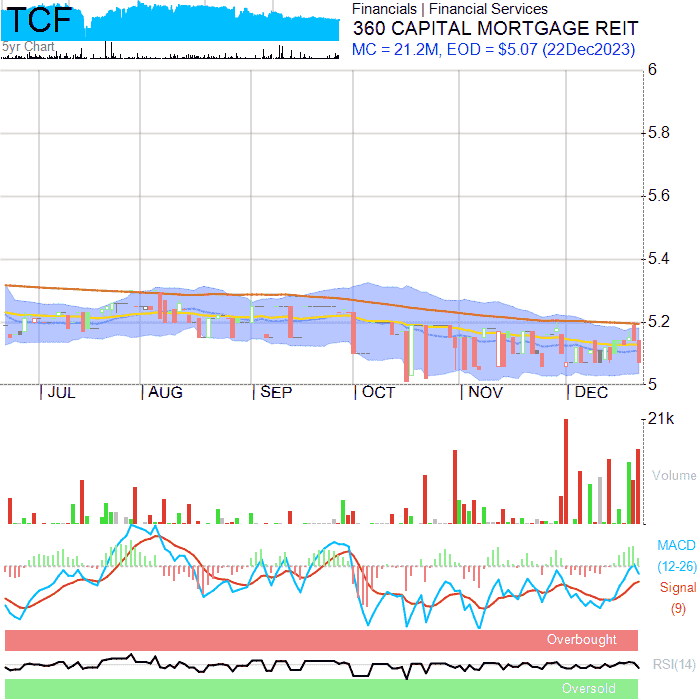 TCF
5yr Chart
Financials | Financial Services
360 CAPITAL MORTGAGE REIT
MC = 21.2M, EOD = $5.07 (22Dec2023)
6
5.8
5.6
5.4
5.2
5
JUL AUG SEP OCT NOV DEC
21k
Volume
MACD
(12-26)
Signal
(9)
Overbought
RSI(14)
Oversold